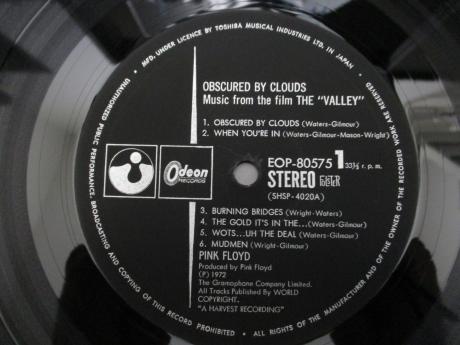 MFD. UNDER LICENCE BY TOSHIBA MUSICAL INDUSTRIES LTD. IN JAPAN
ALL RIGHTS OF THE MANUFACTURER AND OF THE OWNER OF THE RECORDED WORK ARE RESERVED
UNAUTHORIZED PUBLIC PERFORMANCE, BROADCASTING AND COPYING OF THIS RECORD PROHIBITED
OBSCURED BY CLOUDS
Music from the film THE "VALLEY"
1. OBSCURED BY CLOUDS (Waters-Gilmour)
2. WHEN YOU'RE IN (Waters-Gilmour-Mason-Wright)
Odeon
RECORDS
EOP-80575 1 33⅓ r. p. m.
STEREO
(SHSP-4020A)
3. BURNING BRIDGES (Wright-Waters)
4. THE GOLD IT'S IN THE...(Waters-Gilmour)
5. WOTS...UH THE DEAL (Waters-Gilmour)
6. MUDMEN (Wright-Gilmour)
PINK FLOYD
Produced by Pink Floyd
(P) 1972
The Gramophone Company Limited.
All Tracks Published By WORLD
COPYRIGHT.
"A HARVEST RECORDING"